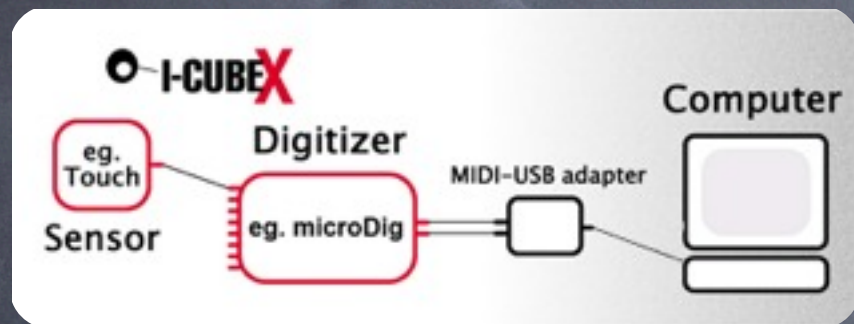 I-CUBEX
Computer
Digitizer
eg.
Touch
MIDI-USB adapter
eg. microDig
Sensor